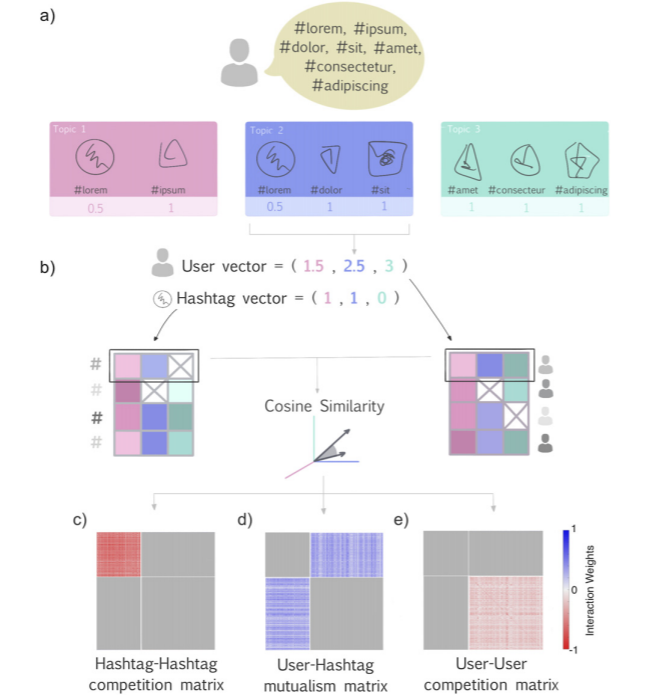 a)
#lorem, #ipsum,
#dolor, #sit, #amet,
#consectetur,
#adipiscing
Topic 1
#lorem #ipsum
0.5 1
Topic 2
#lorem #dolor #sit
0.5 1 1
Topic 3
#amet #consecteur #adipiscing
1 1 1
b)
User vector = ( 1.5 , 2.5 , 3 )
Hashtag vector = ( 1 , 1 , 0 )
#
#
#
#
Cosine Similarity
c)
d)
e)
1
0
-1
Interaction Weights
Hashtag-Hashtag
competition matrix
User-Hashtag
mutualism matrix
User-User
competition matrix